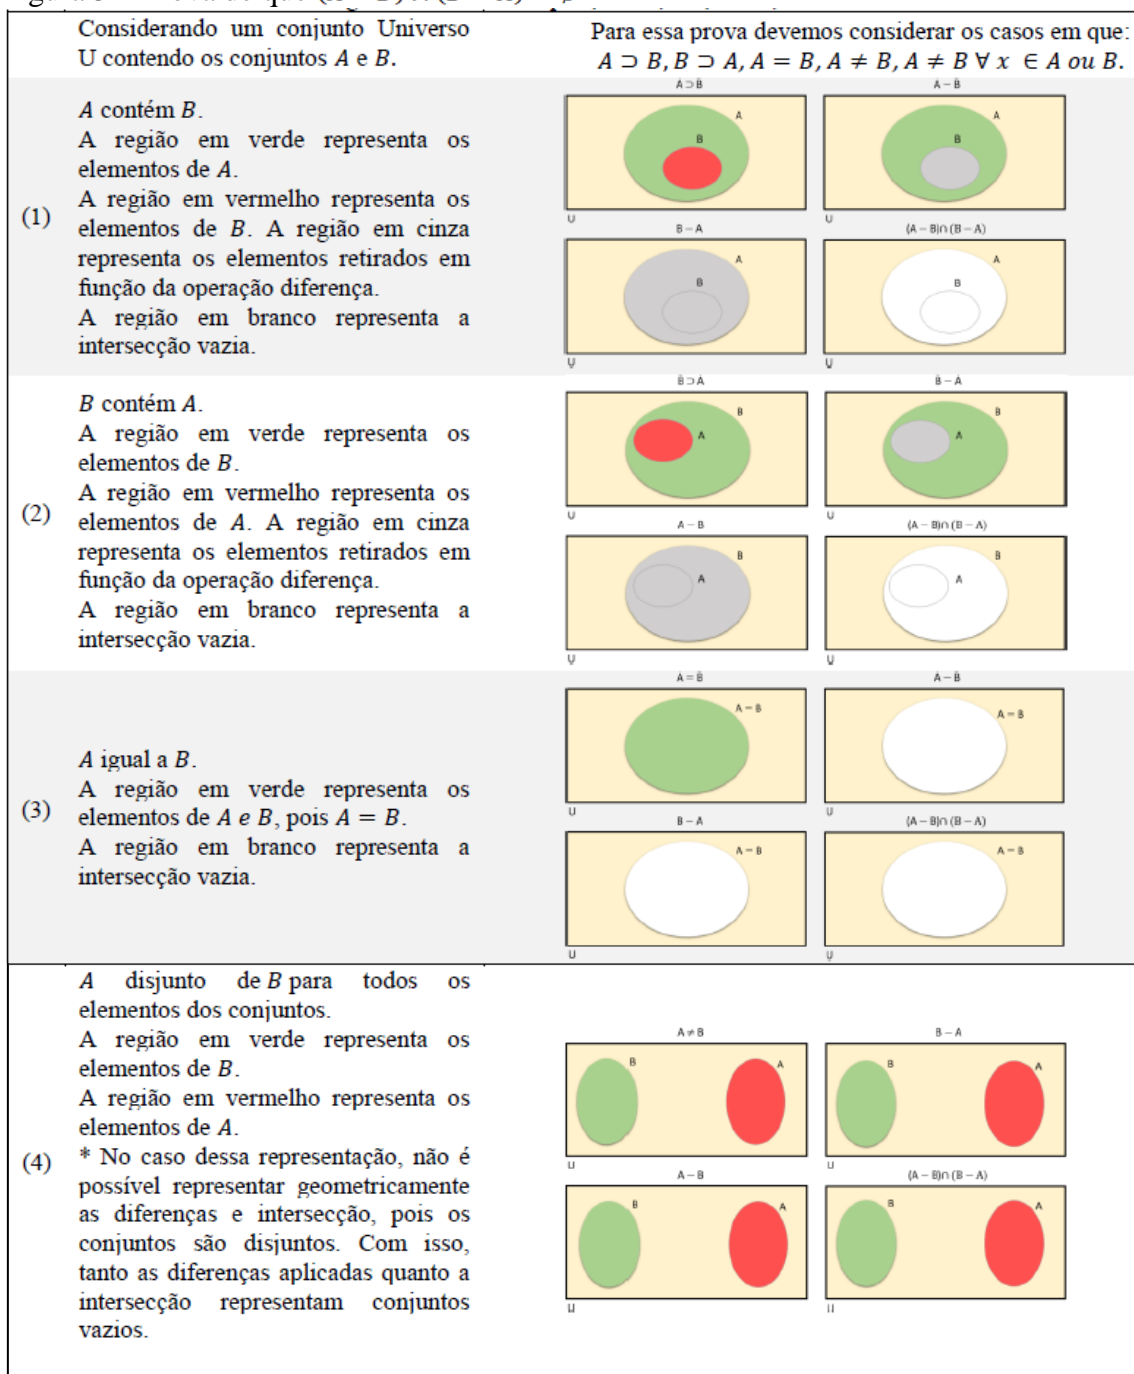 Considerando um conjunto Universo
U contendo os conjuntos A e B.
Para essa prova devemos considerar os casos em que:
A ⊃ B, B ⊃ A, A = B, A ≠ B, A ≠ B ∀ x ∈ A ou B.
(1)
A contém B.
A região em verde representa os
elementos de A.
A região em vermelho representa os
elementos de B. A região em cinza
representa os elementos retirados em
função da operação diferença.
A região em branco representa a
intersecção vazia.
A ⊃ B
A
B
U
A − B
A
B
U
B − A
A
B
U
(A − B)∩ (B − A)
A
B
U
(2)
B contém A.
A região em verde representa os
elementos de B.
A região em vermelho representa os
elementos de A. A região em cinza
representa os elementos retirados em
função da operação diferença.
A região em branco representa a
intersecção vazia.
B ⊃ A
B
A
U
B − A
B
A
U
A − B
B
A
U
(A − B)∩ (B − A)
B
A
U
(3)
A igual a B.
A região em verde representa os
elementos de A e B, pois A = B.
A região em branco representa a
intersecção vazia.
A = B
A = B
U
A − B
A = B
U
B − A
A = B
U
(A − B)∩ (B − A)
A = B
U
(4)
A disjunto de B para todos os
elementos dos conjuntos.
A região em verde representa os
elementos de B.
A região em vermelho representa os
elementos de A.
* No caso dessa representação, não é
possível representar geometricamente
as diferenças e intersecção, pois os
conjuntos são disjuntos. Com isso,
tanto as diferenças aplicadas quanto a
intersecção representam conjuntos
vazios.
A ≠ B
B
A
U
B − A
B
A
U
A − B
B
A
U
(A − B)∩ (B − A)
B
A
U